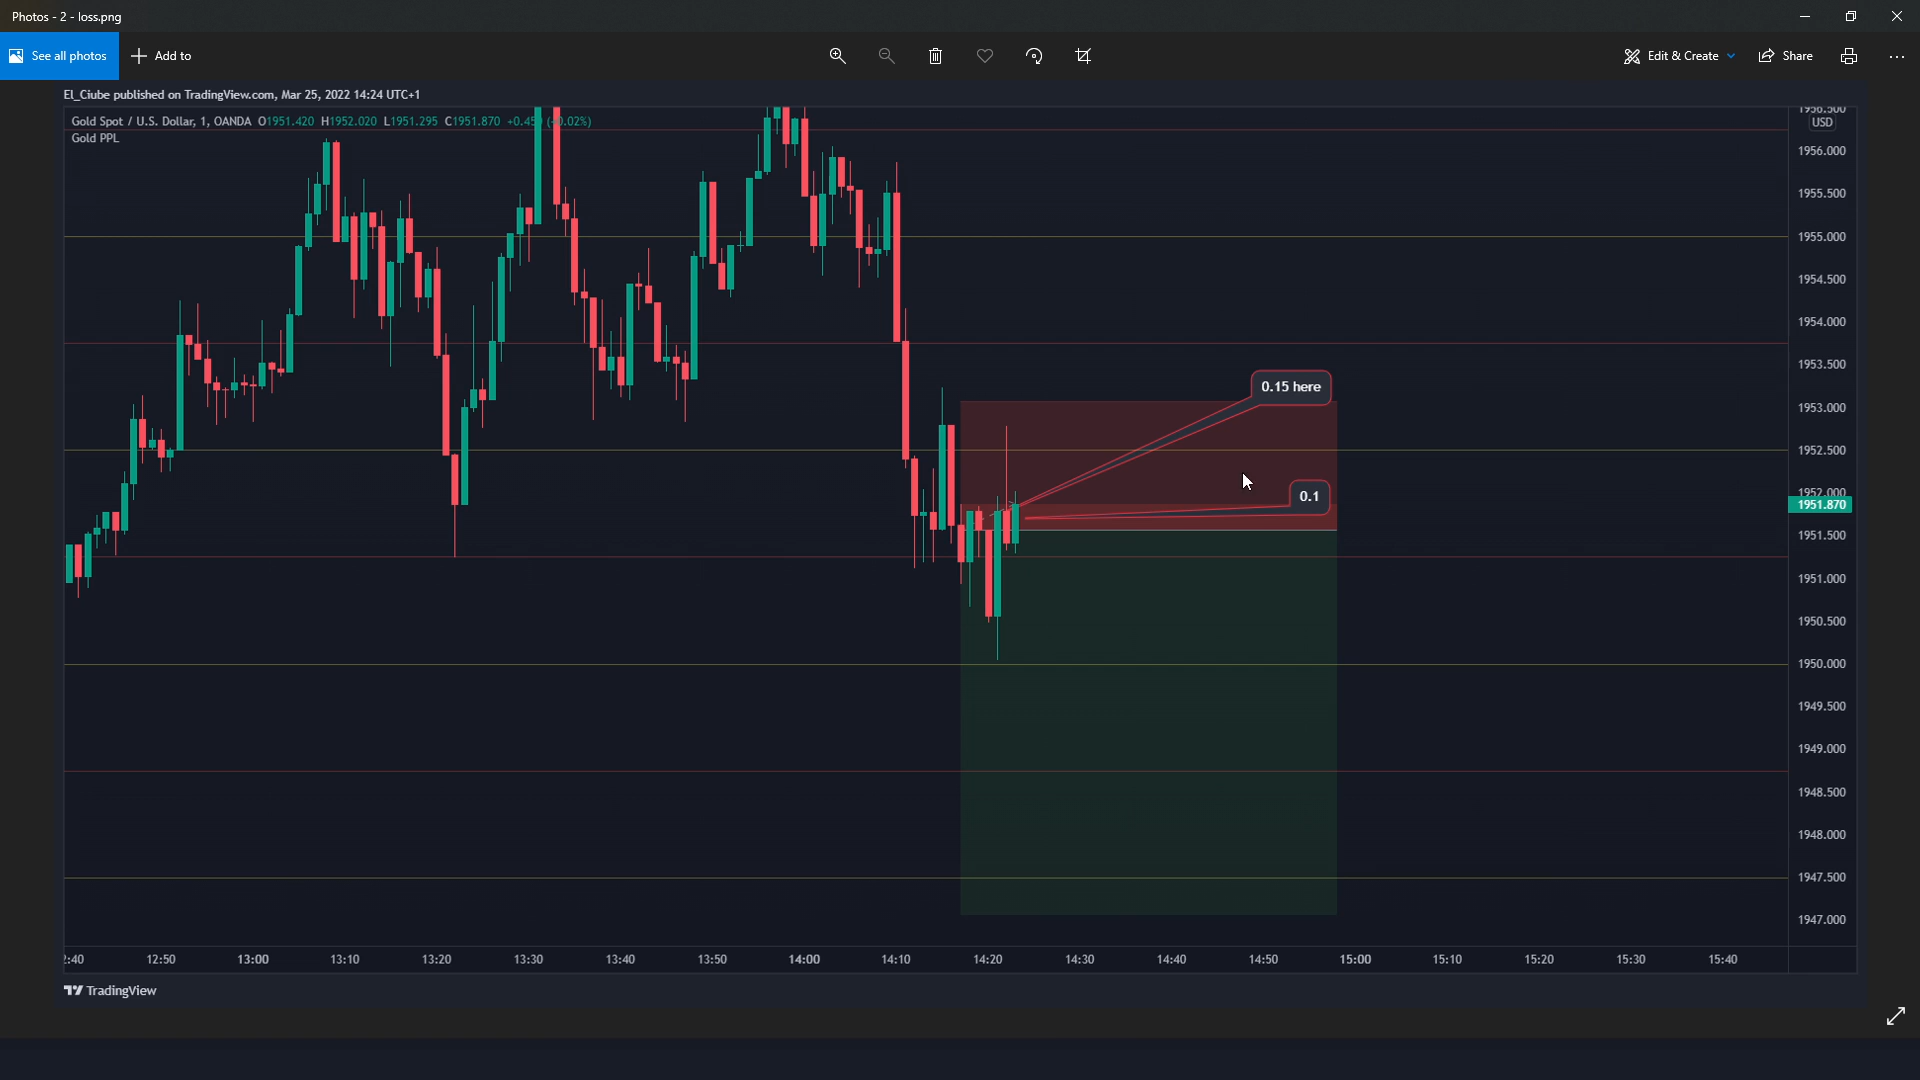 Photos - 2 - loss.png
See all photos
Add to
Edit & Create
Share
El_Ciube published on TradingView.com, Mar 25, 2022 14:24 UTC+1
Gold Spot / U.S. Dollar, 1, OANDA O1951.420 H1952.020 L1951.295 C1951.870
Gold PPL
1956.500
USD
1956.000
1955.500
1955.000
1954.500
1954.000
1953.500
0.15 here
1953.000
1952.500
1952.000
0.1
1951.870
1951.500
1951.000
1950.500
1950.000
1949.500
1949.000
1948.500
1948.000
1947.500
1947.000
:40 12:50 13:00 13:10 13:20 13:30 13:40 13:50 14:00 14:10 14:20 14:30 14:40 14:50 15:00 15:10 15:20 15:30 15:40
TradingView